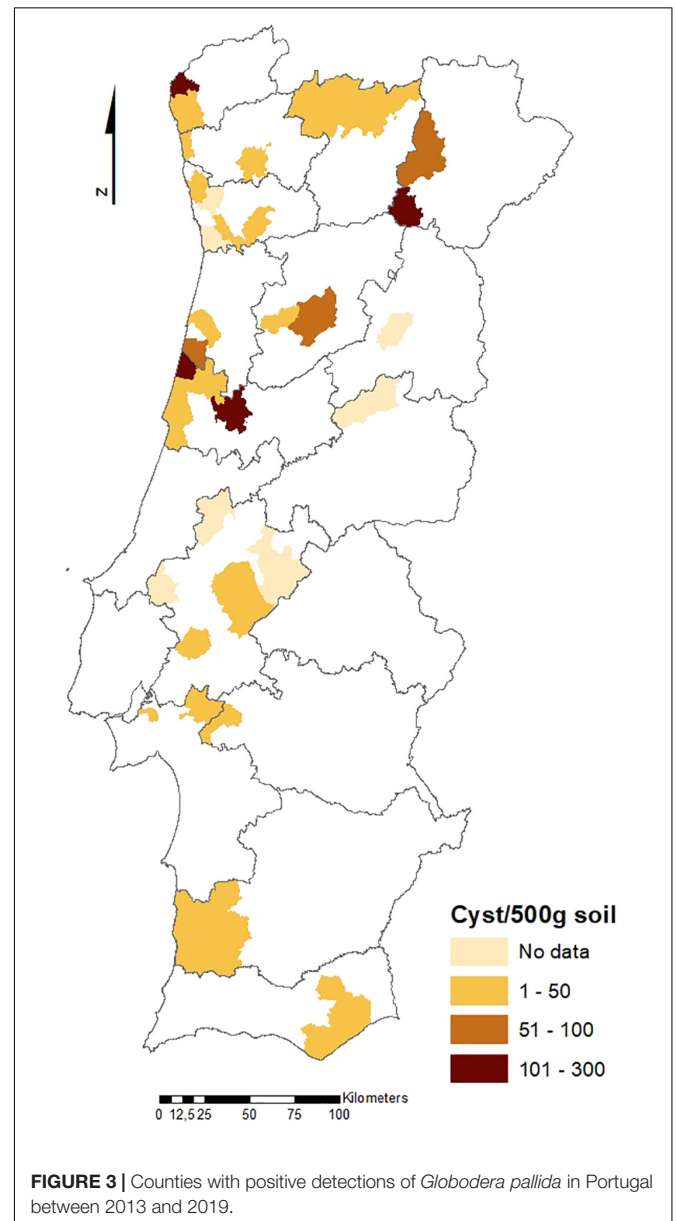 N
Cyst/500g soil
No data
1 - 50
51 - 100
101 - 300
Kilometers
0 12,5 25 50 75 100
FIGURE 3 | Counties with positive detections of Globodera pallida in Portugal
between 2013 and 2019.